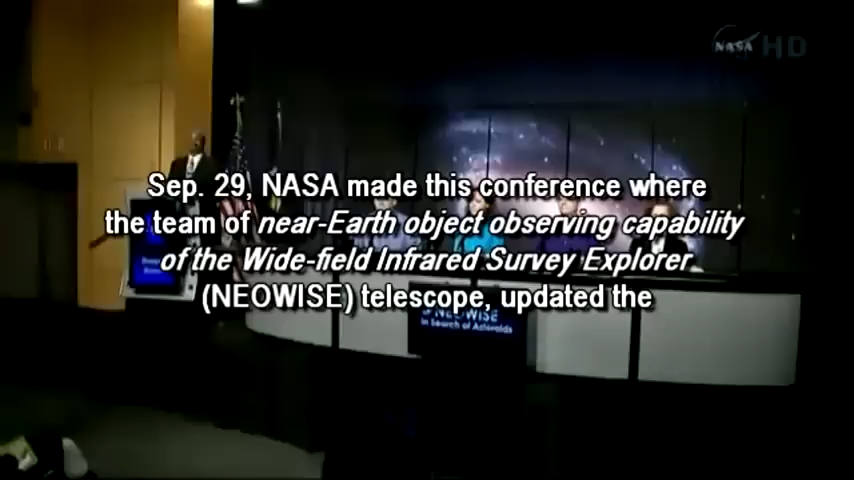 NASA HD
Sep. 29, NASA made this conference where
the team of near-Earth object observing capability
of the Wide-field Infrared Survey Explorer
(NEOWISE) telescope, updated the
NEOWISE
In Search of Asteroids